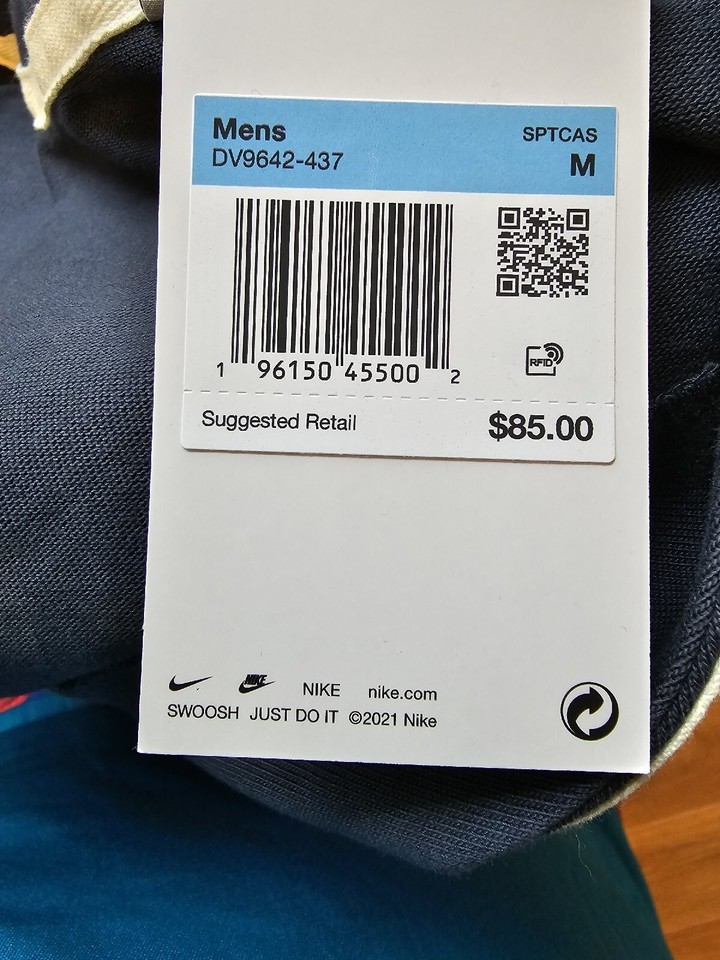 Mens SPTCAS
DV9642-437 M
1 96150 45500 2
RFID
Suggested Retail $85.00
NIKE NIKE nike.com
SWOOSH JUST DO IT ©2021 Nike